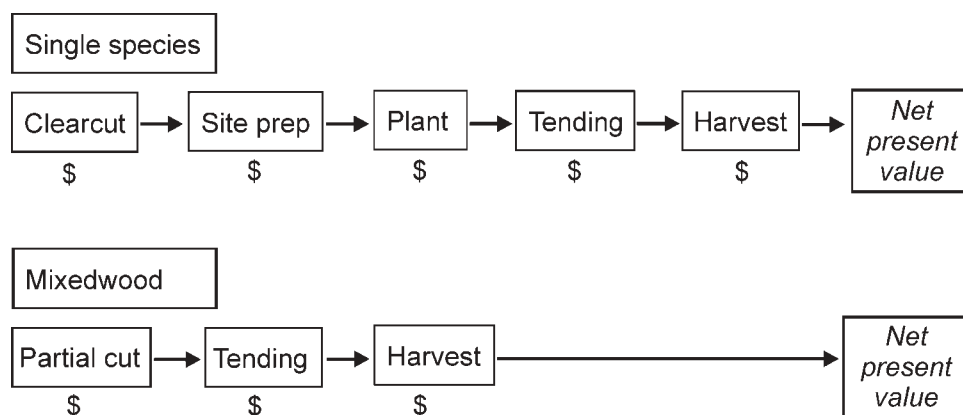 Single species
Clearcut Site prep Plant Tending Harvest Net present value
$ $ $ $ $
Mixedwood
Partial cut Tending Harvest Net present value
$ $ $